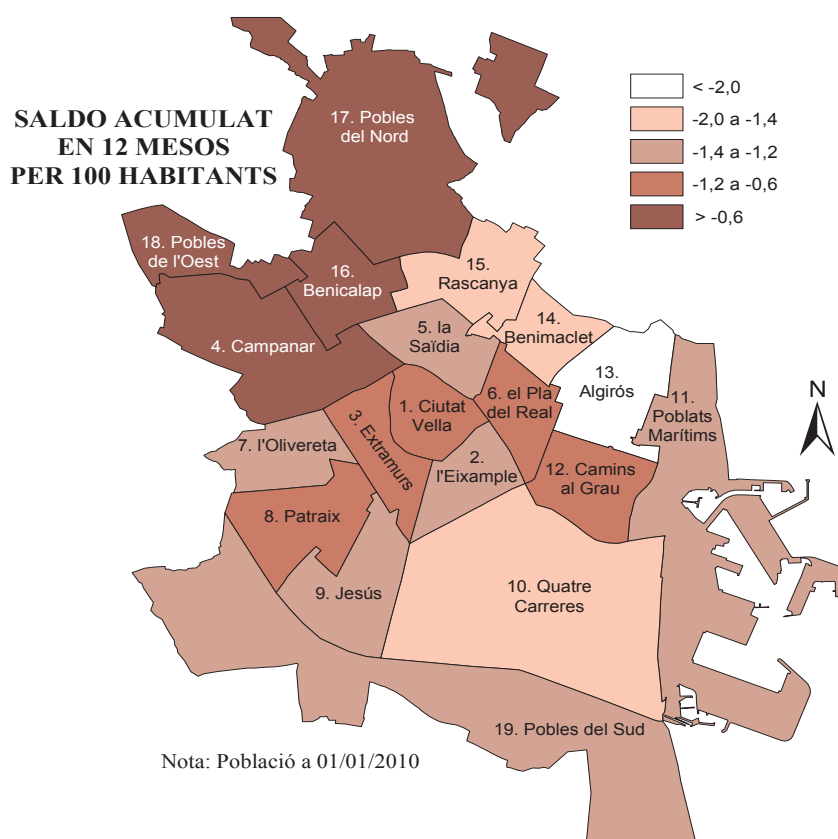 SALDO ACUMULAT
EN 12 MESOS
PER 100 HABITANTS
< -2,0
-2,0 a -1,4
-1,4 a -1,2
-1,2 a -0,6
> -0,6
17. Pobles
del Nord
18. Pobles
de l'Oest
16.
Benicalap
15.
Rascanya
14.
Benimaclet
4. Campanar
5. la
Saïdia
13.
Algirós
11.
Poblats
Marítims
N
6. el Pla
del Real
1. Ciutat
Vella
3. Extramurs
7. l'Olivereta
2.
l'Eixample
12. Camins
al Grau
8. Patraix
9. Jesús
10. Quatre
Carreres
19. Pobles del Sud
Nota: Població a 01/01/2010